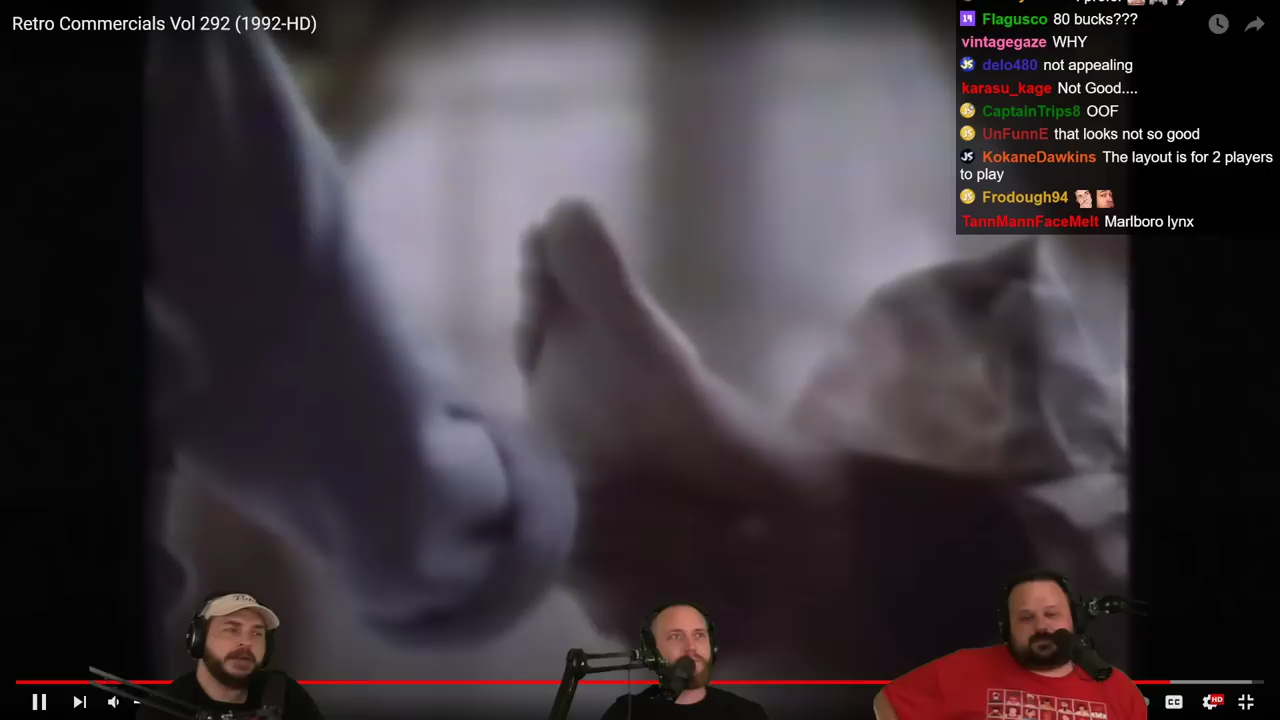 Retro Commercials Vol 292 (1992-HD)
Flagusco 80 bucks???
vintagegaze WHY
delo480 not appealing
karasu_kage Not Good....
CaptainTrips8 OOF
UnFunnE that looks not so good
KokaneDawkins The layout is for 2 players
to play
Frodough94
TannMannFaceMelt Marlboro lynx
CC
HD